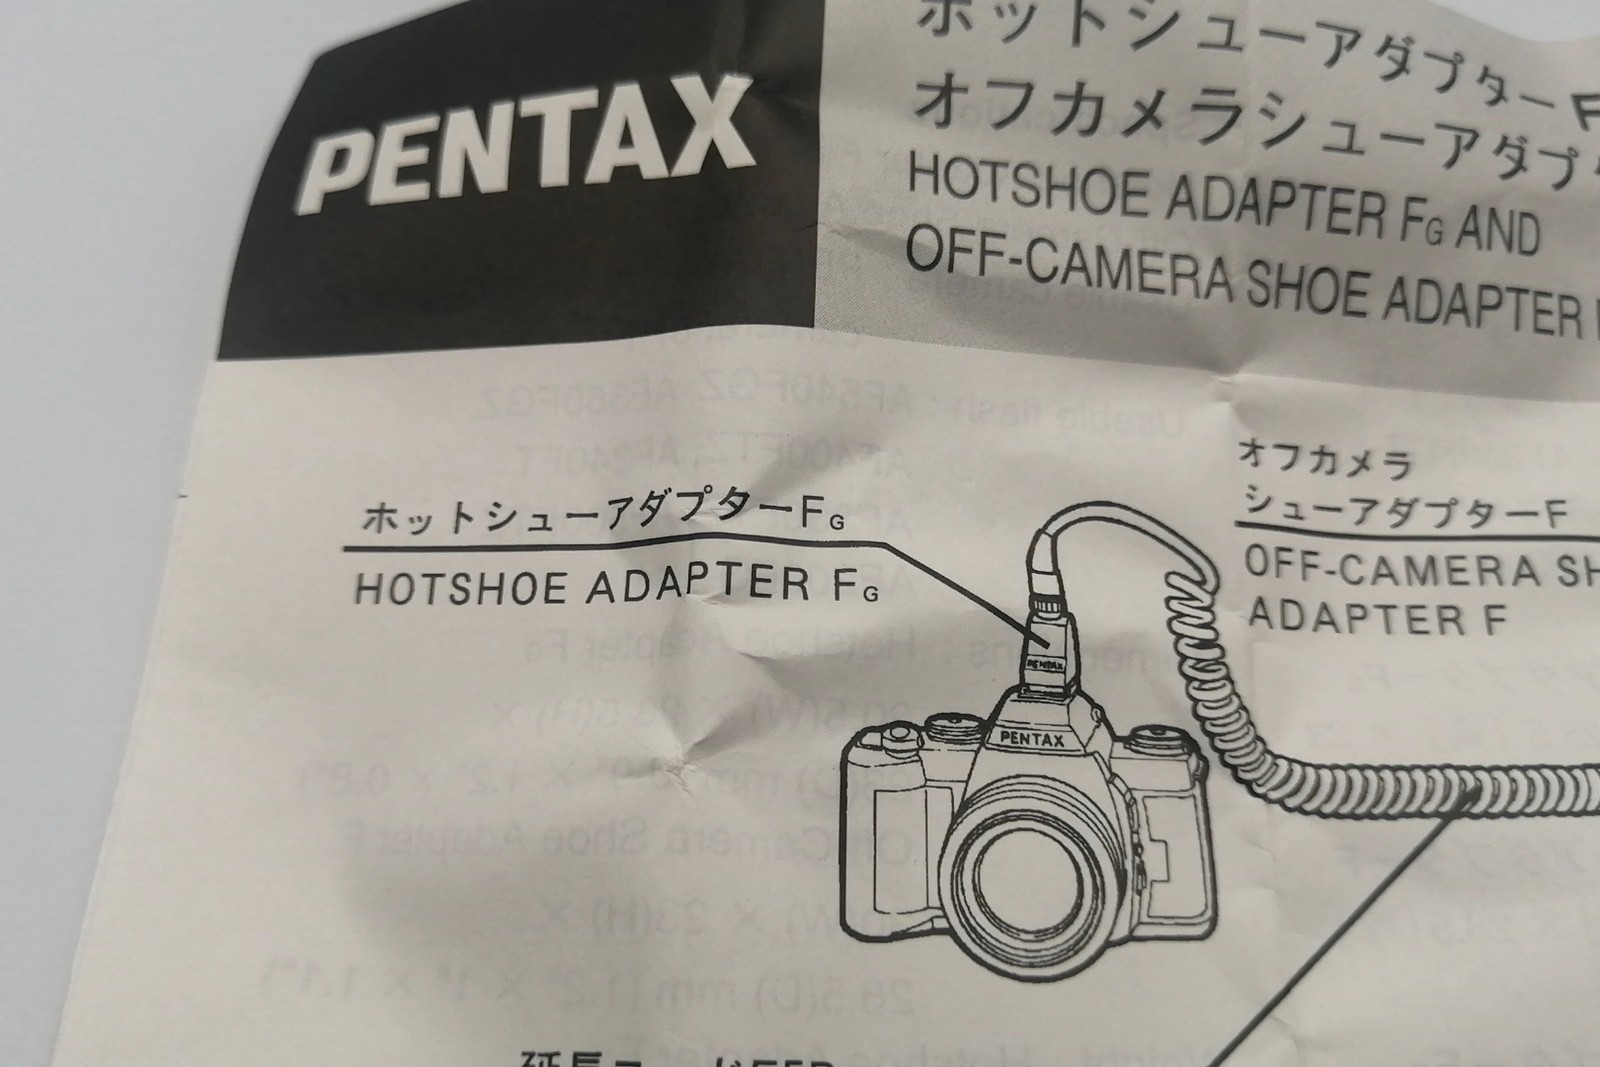 PENTAX
ホットシューアダプターF
オフカメラシューアダプ
HOTSHOE ADAPTER FG AND
OFF-CAMERA SHOE ADAPTER
ホットシューアダプターFG
HOTSHOE ADAPTER FG
オフカメラ
シューアダプターF
OFF-CAMERA SH
ADAPTER F
PENTAX
PENTAX